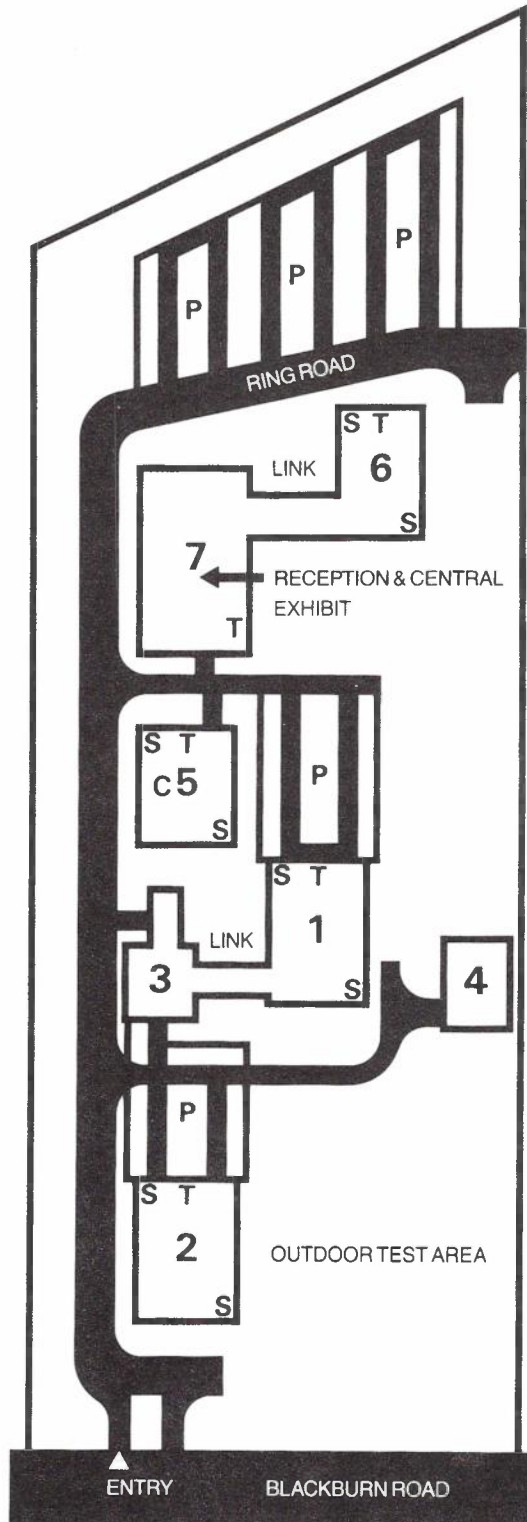 P
P
P
RING ROAD
S T
LINK
6
S
7
RECEPTION & CENTRAL
EXHIBIT
T
S T
C 5
P
S
S T
LINK
1
3
4
S
P
S T
2
OUTDOOR TEST AREA
S
ENTRY
BLACKBURN ROAD